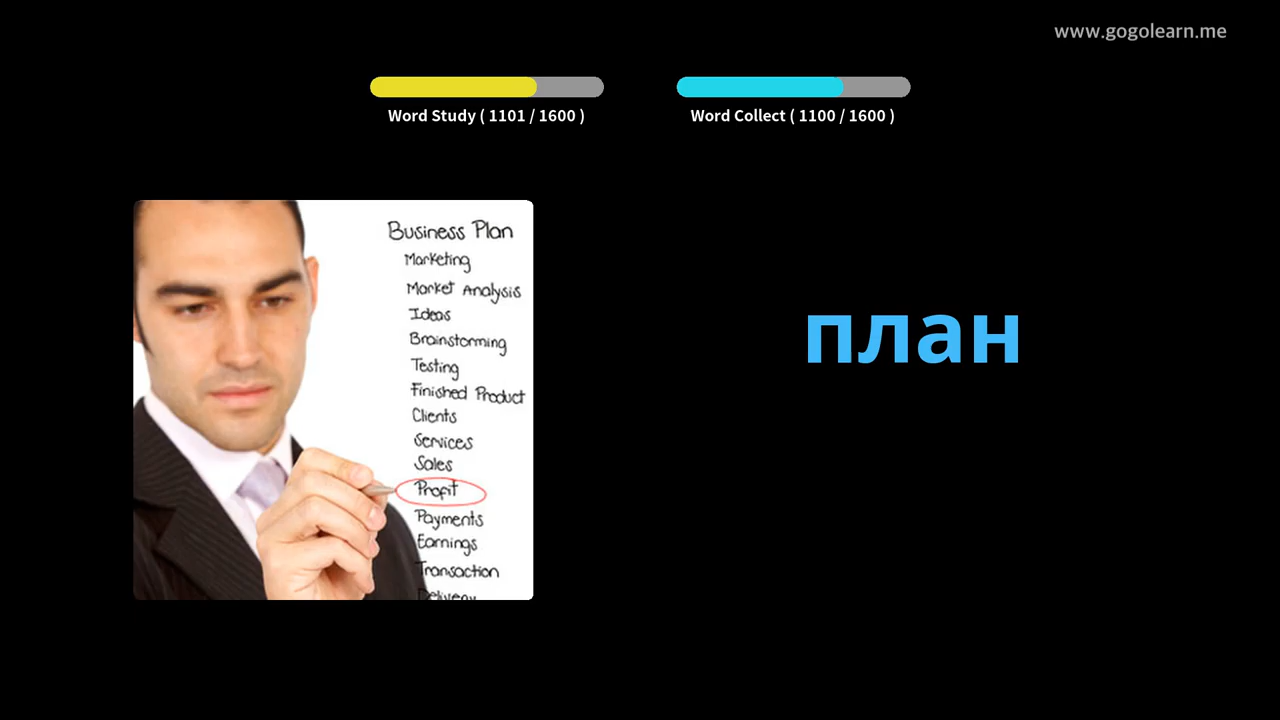 www.gogolearn.me
Word Study ( 1101 / 1600 )
Word Collect ( 1100 / 1600 )
Business Plan
Marketing
Market Analysis
Ideas
Brainstorming
Testing
Finished Product
Clients
Services
Sales
Profit
Payments
Earnings
Transaction
Delivery
план